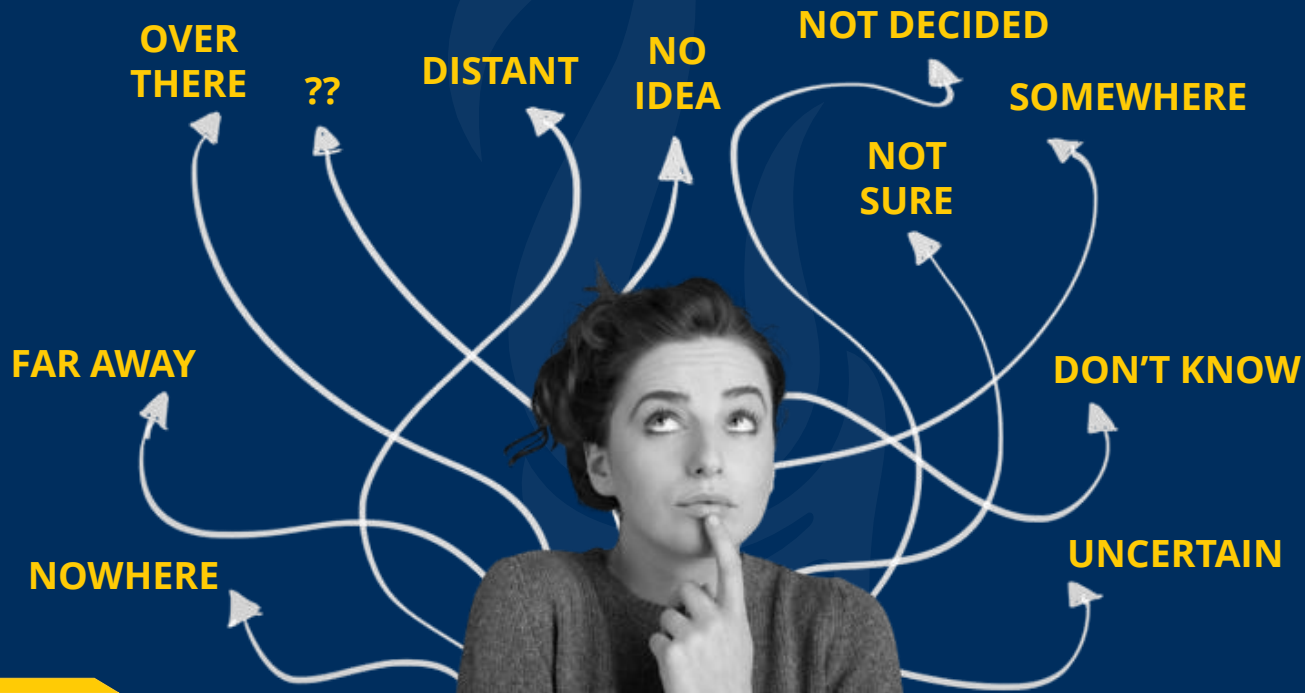 OVER
THERE
??
DISTANT
NO
IDEA
NOT DECIDED
SOMEWHERE
NOT
SURE
FAR AWAY
DON’T KNOW
NOWHERE
UNCERTAIN